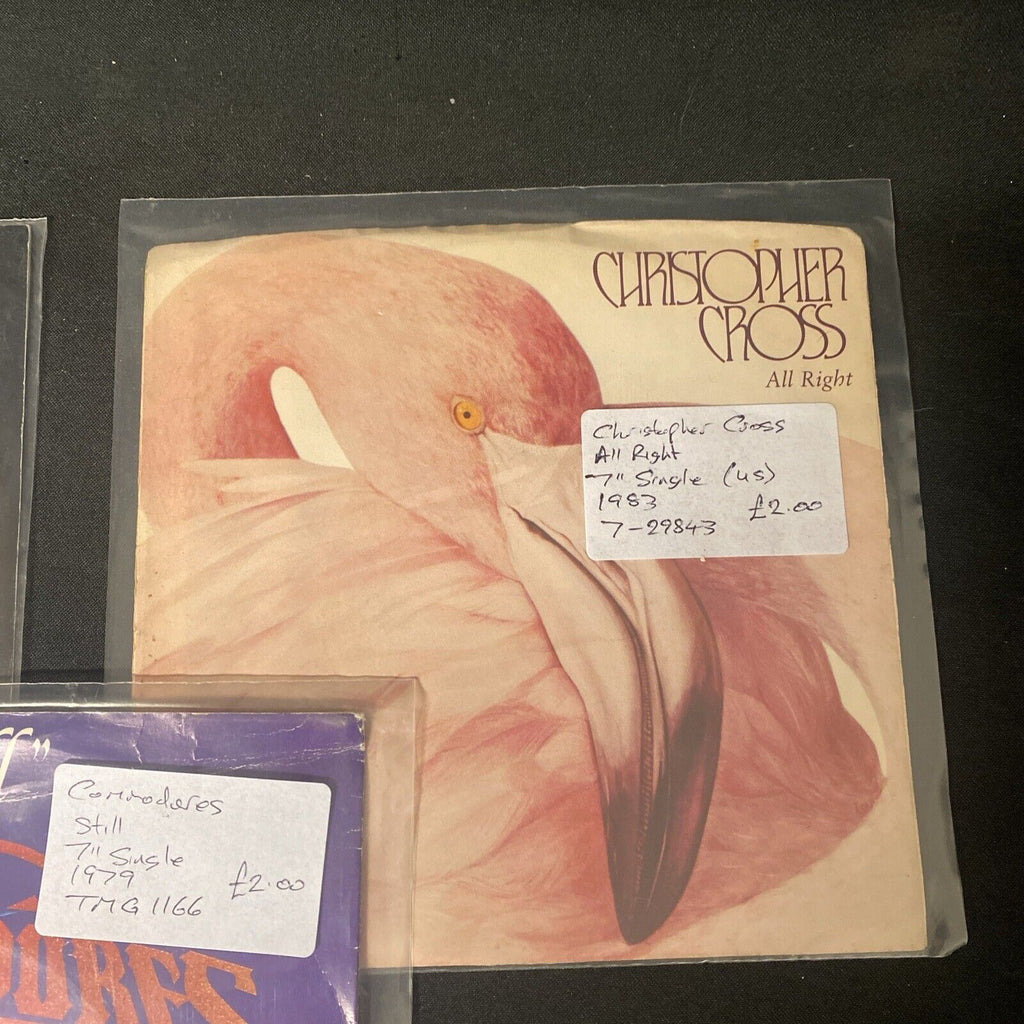 CHRISTOPHER
CROSS
All Right
Christopher Cross
All Right
7" Single (US)
1983 £2.00
7-29843
"
Commodores
Still
7" Single
1979 £2.00
TMG 1166